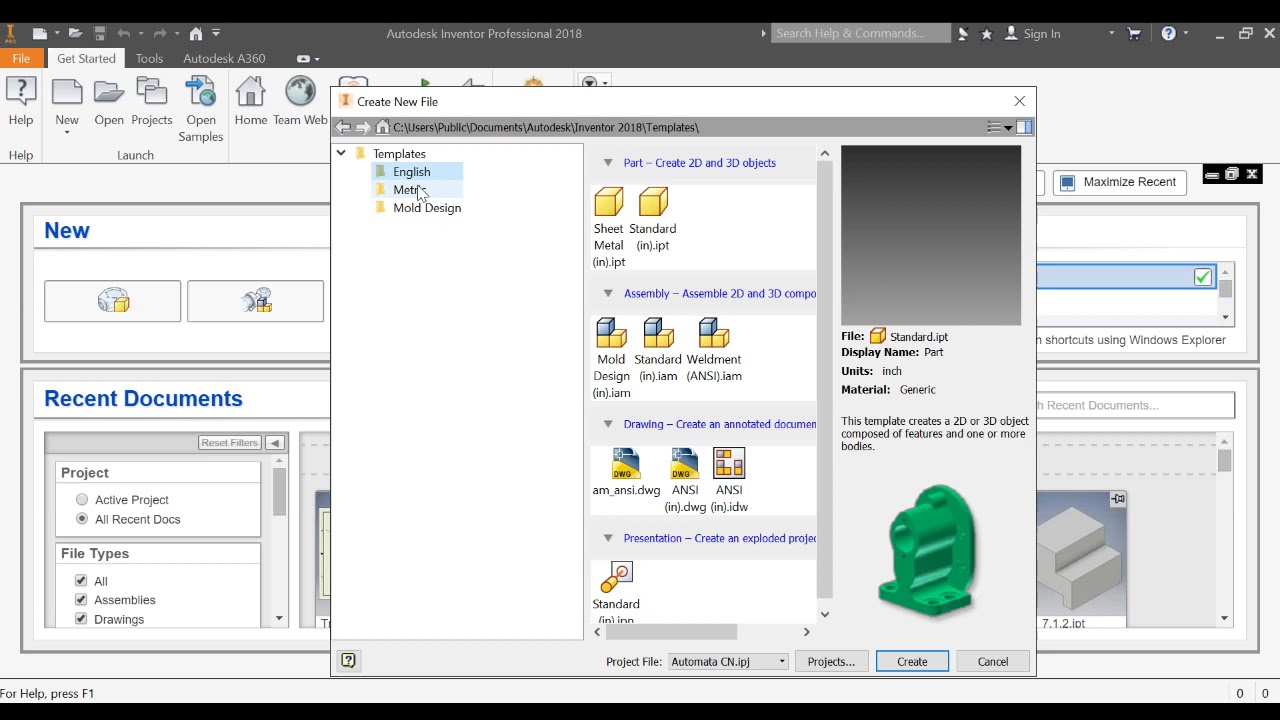 PRO
Autodesk Inventor Professional 2018
Search Help & Commands...
Sign In
File
Get Started
Tools
Autodesk A360
Help
New
Open
Projects
Open
Samples
Home
Team Web
Help
Launch
Create New File
C:\Users\Public\Documents\Autodesk\Inventor 2018\Templates\
Templates
English
Metric
Mold Design
Part – Create 2D and 3D objects
Sheet
Metal
(in).ipt
Standard
(in).ipt
Assembly – Assemble 2D and 3D compo
Mold
Design
(in).iam
Standard
(in).iam
Weldment
(ANSI).iam
Drawing – Create an annotated documen
DWG
am_ansi.dwg
DWG
ANSI
(in).dwg
ANSI
(in).idw
Presentation – Create an exploded projec
Standard
(in).ipn
File: Standard.ipt
Display Name: Part
Units: inch
Material: Generic
This template creates a 2D or 3D object
composed of features and one or more
bodies.
Project File: Automata CN.ipj
Projects...
Create
Cancel
Maximize Recent
New
h shortcuts using Windows Explorer
Recent Documents
h Recent Documents...
Reset Filters
Project
Active Project
All Recent Docs
File Types
All
Assemblies
Drawings
7.1.2.ipt
For Help, press F1
0 0